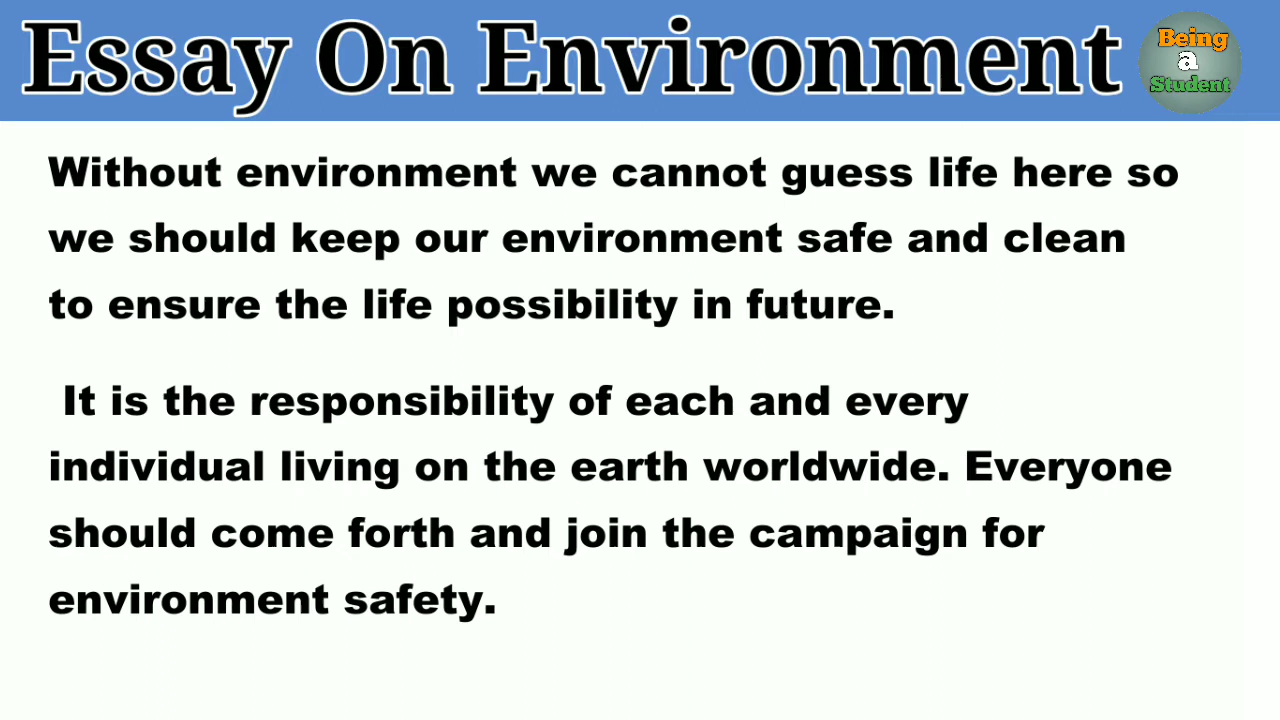 Essay On Environment
Being
a
Student
Without environment we cannot guess life here so
we should keep our environment safe and clean
to ensure the life possibility in future.
It is the responsibility of each and every
individual living on the earth worldwide. Everyone
should come forth and join the campaign for
environment safety.